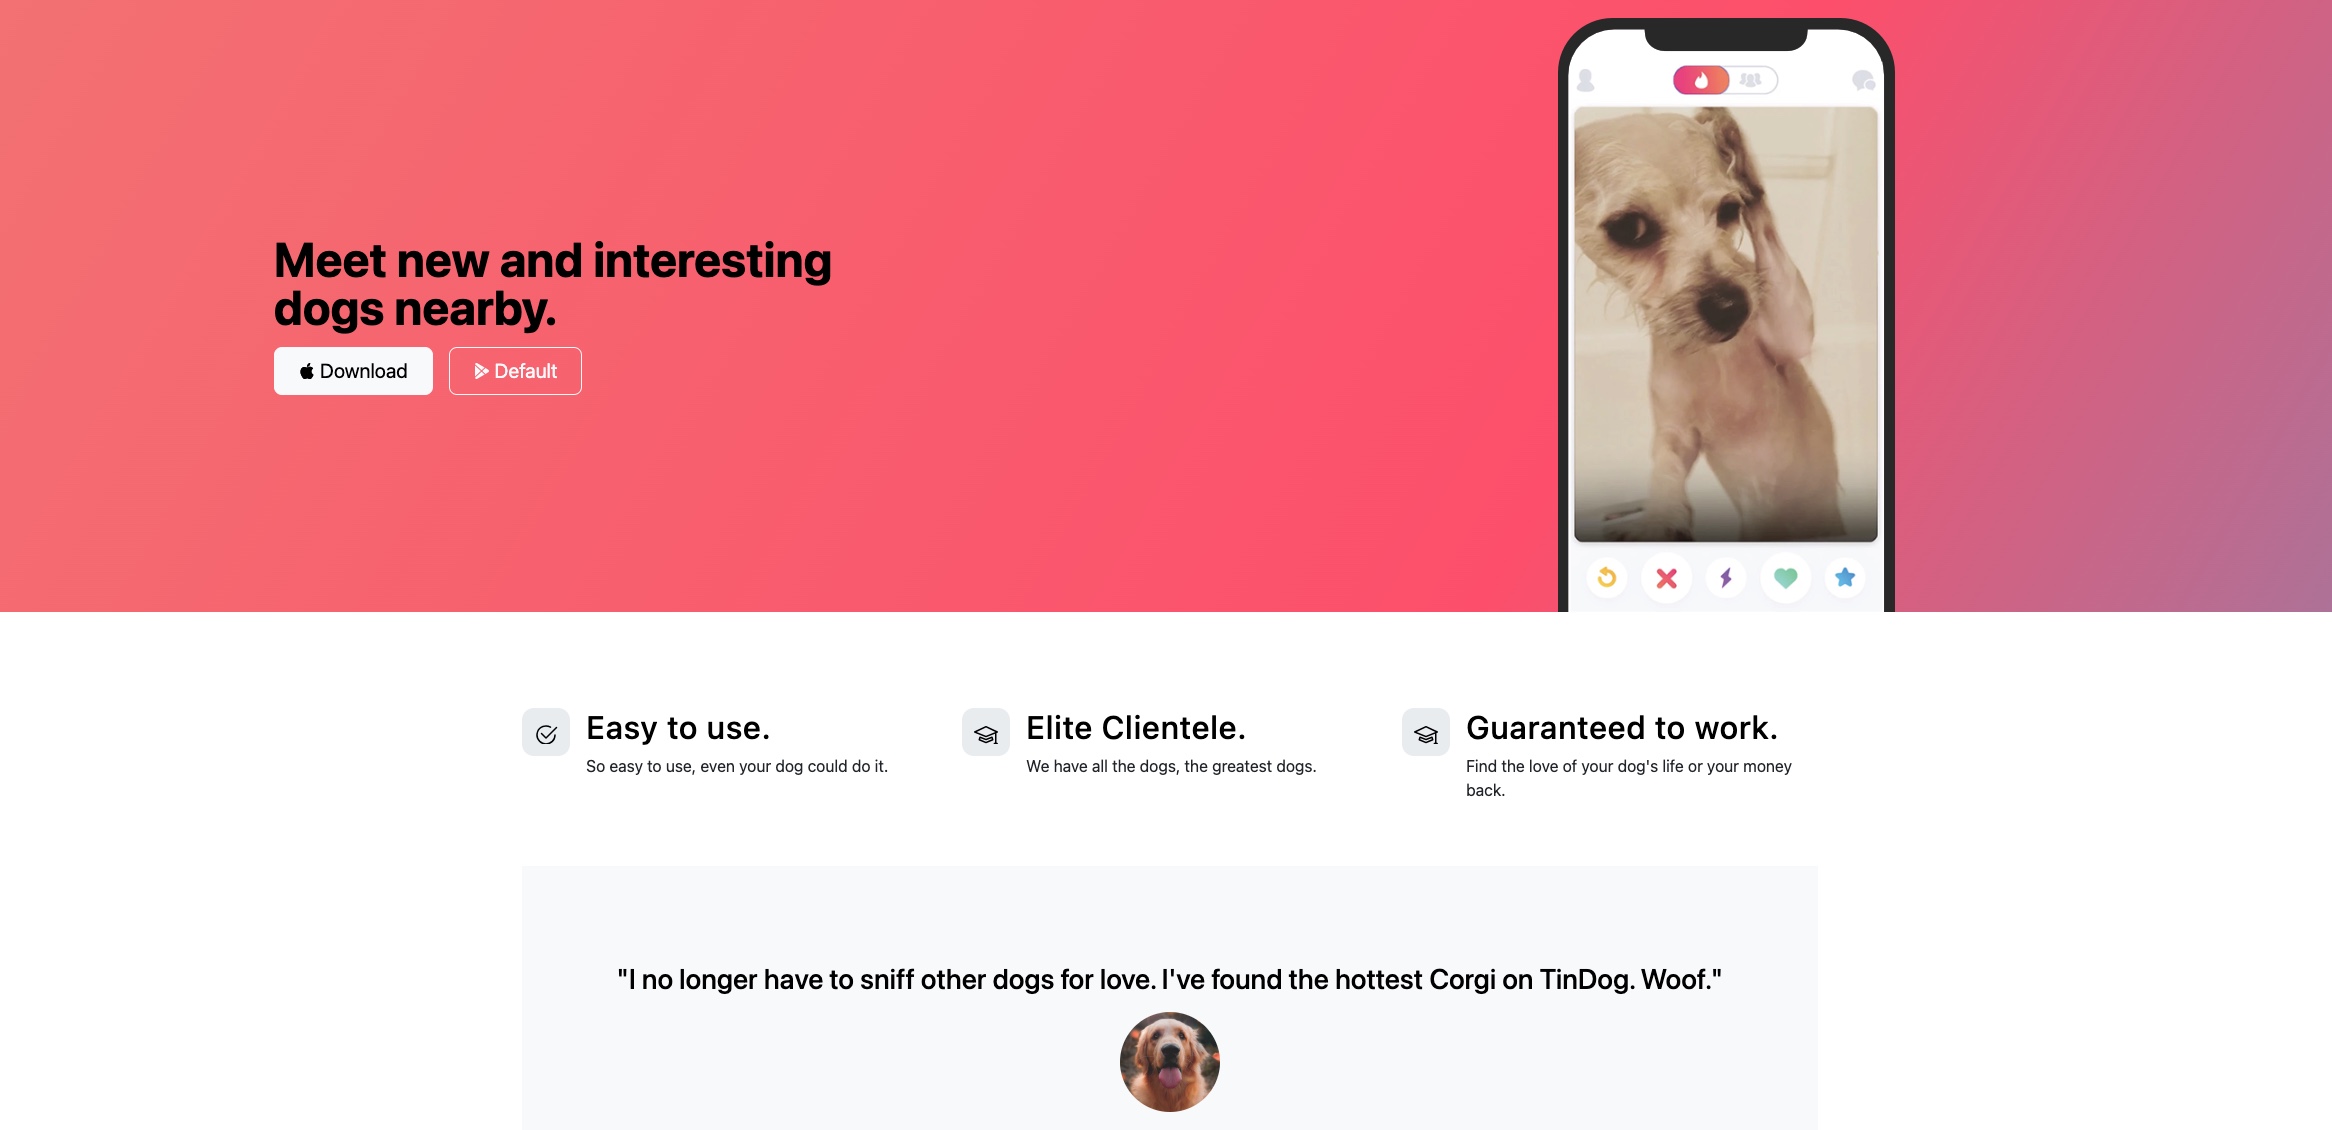 Meet new and interesting
dogs nearby.
Download
Default
Easy to use.
So easy to use, even your dog could do it.
Elite Clientele.
We have all the dogs, the greatest dogs.
Guaranteed to work.
Find the love of your dog's life or your money
back.
"I no longer have to sniff other dogs for love. I've found the hottest Corgi on TinDog. Woof."